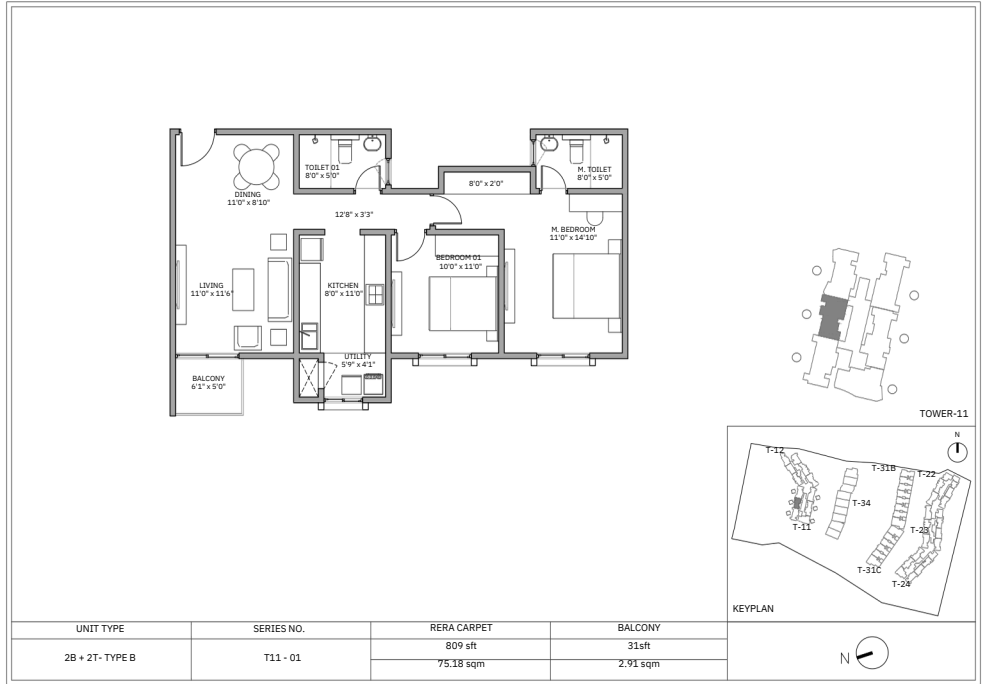 TOILET 01
8'0" x 5'0"
M. TOILET
8'0" x 5'0"
8'0" x 2'0"
DINING
11'0" x 8'10"
12'8" x 3'3"
M. BEDROOM
11'0" x 14'10"
BEDROOM 01
10'0" x 11'0"
LIVING
11'0" x 11'6"
KITCHEN
8'0" x 11'0"
UTILITY
5'9" x 4'1"
BALCONY
6'1" x 5'0"
TOWER-11
N
T-12
T-31B
T-22
T-34
T-11
T-23
T-31C
T-24
KEYPLAN
UNIT TYPE
SERIES NO.
RERA CARPET
BALCONY
2B + 2T- TYPE B
T11 - 01
809 sft
31sft
75.18 sqm
2.91 sqm
N